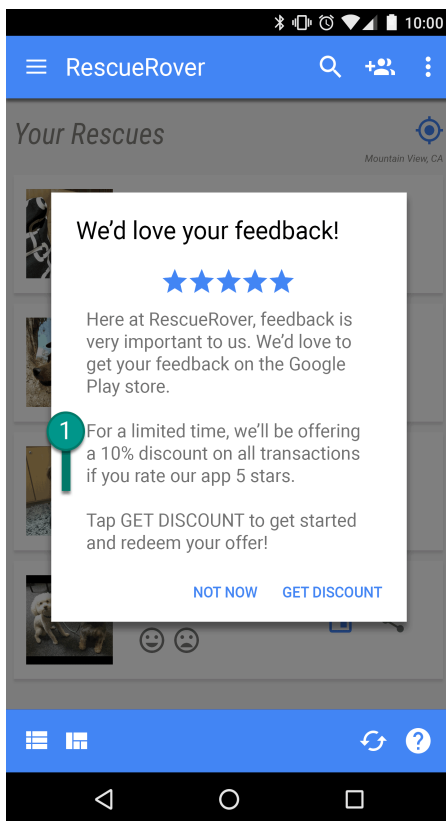 10:00
RescueRover
Your Rescues
Mountain View, CA
We’d love your feedback!
Here at RescueRover, feedback is
very important to us. We’d love to
get your feedback on the Google
Play store.
1
For a limited time, we’ll be offering
a 10% discount on all transactions
if you rate our app 5 stars.
Tap GET DISCOUNT to get started
and redeem your offer!
NOT NOW GET DISCOUNT